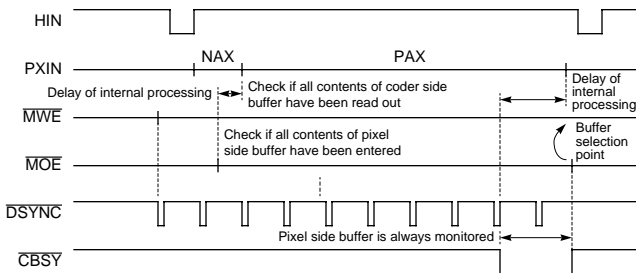 HIN
NAX
PAX
PXIN
Delay of internal processing
Check if all contents of coder side
buffer have been read out
Delay of
internal
processing
MWE
Check if all contents of pixel
side buffer have been entered
Buffer
selection
point
MOE
DSYNC
Pixel side buffer is always monitored
CBSY